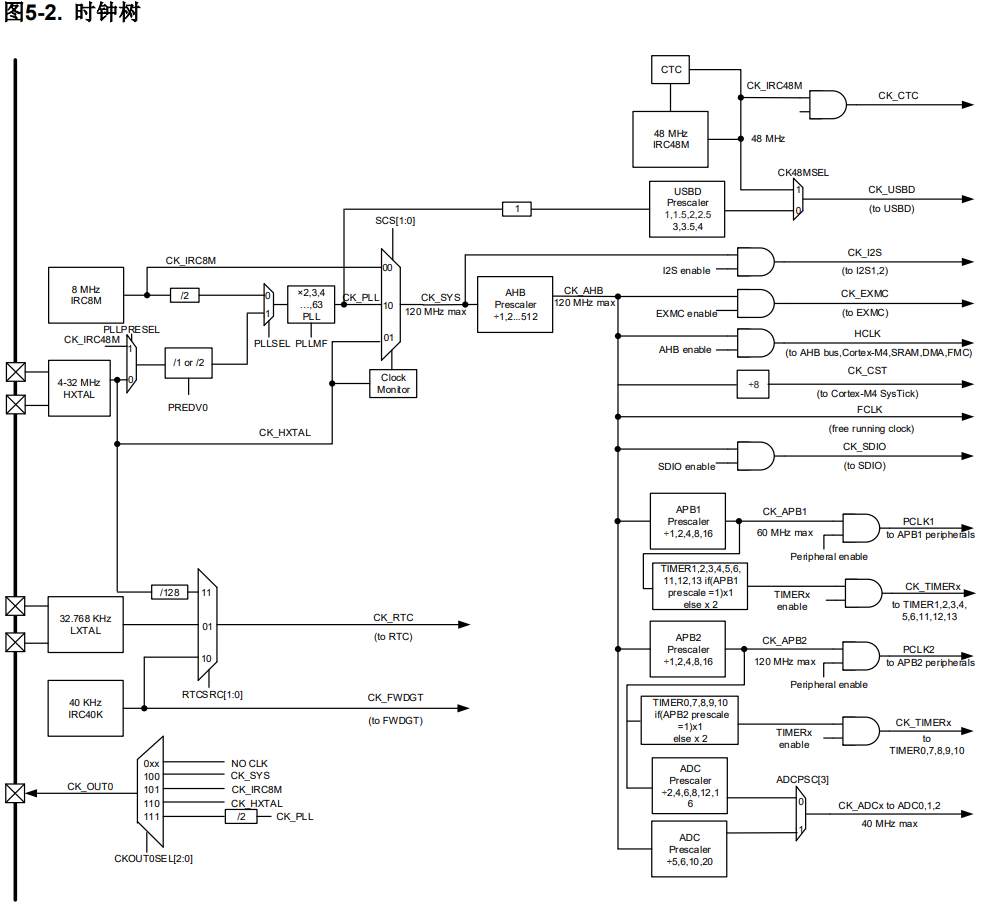 图5-2. 时钟树
CTC
CK_IRC48M
CK_CTC
48 MHz
IRC48M
48 MHz
CK48MSEL
1
0
CK_USBD
(to USBD)
USBD
Prescaler
1,1.5,2,2.5
3,3.5,4
1
SCS[1:0]
CK_IRC8M
00
10
01
8 MHz
IRC8M
/2
0
1
×2,3,4
…,63
PLL
CK_PLL
PLLSEL
PLLMF
CK_SYS
120 MHz max
AHB
Prescaler
÷1,2...512
CK_AHB
120 MHz max
I2S enable
CK_I2S
(to I2S1,2)
EXMC enable
CK_EXMC
(to EXMC)
AHB enable
HCLK
(to AHB bus,Cortex-M4,SRAM,DMA,FMC)
÷8
CK_CST
(to Cortex-M4 SysTick)
FCLK
(free running clock)
SDIO enable
CK_SDIO
(to SDIO)
PLLPRESEL
CK_IRC48M
1
0
4-32 MHz
HXTAL
/1 or /2
PREDV0
Clock
Monitor
CK_HXTAL
APB1
Prescaler
÷1,2,4,8,16
CK_APB1
60 MHz max
Peripheral enable
PCLK1
to APB1 peripherals
TIMER1,2,3,4,5,6,
11,12,13 if(APB1
prescale =1)x1
else x 2
TIMERx
enable
CK_TIMERx
to TIMER1,2,3,4,
5,6,11,12,13
APB2
Prescaler
÷1,2,4,8,16
CK_APB2
120 MHz max
Peripheral enable
PCLK2
to APB2 peripherals
TIMER0,7,8,9,10
if(APB2 prescale
=1)x1
else x 2
TIMERx
enable
CK_TIMERx
to
TIMER0,7,8,9,10
ADC
Prescaler
÷2,4,6,8,12,1
6
ADCPSC[3]
0
1
CK_ADCx to ADC0,1,2
40 MHz max
ADC
Prescaler
÷5,6,10,20
/128
11
01
10
32.768 KHz
LXTAL
CK_RTC
(to RTC)
RTCSRC[1:0]
40 KHz
IRC40K
CK_FWDGT
(to FWDGT)
CK_OUT0
0xx
NO CLK
100
CK_SYS
101
CK_IRC8M
110
CK_HXTAL
111
/2
CK_PLL
CKOUT0SEL[2:0]